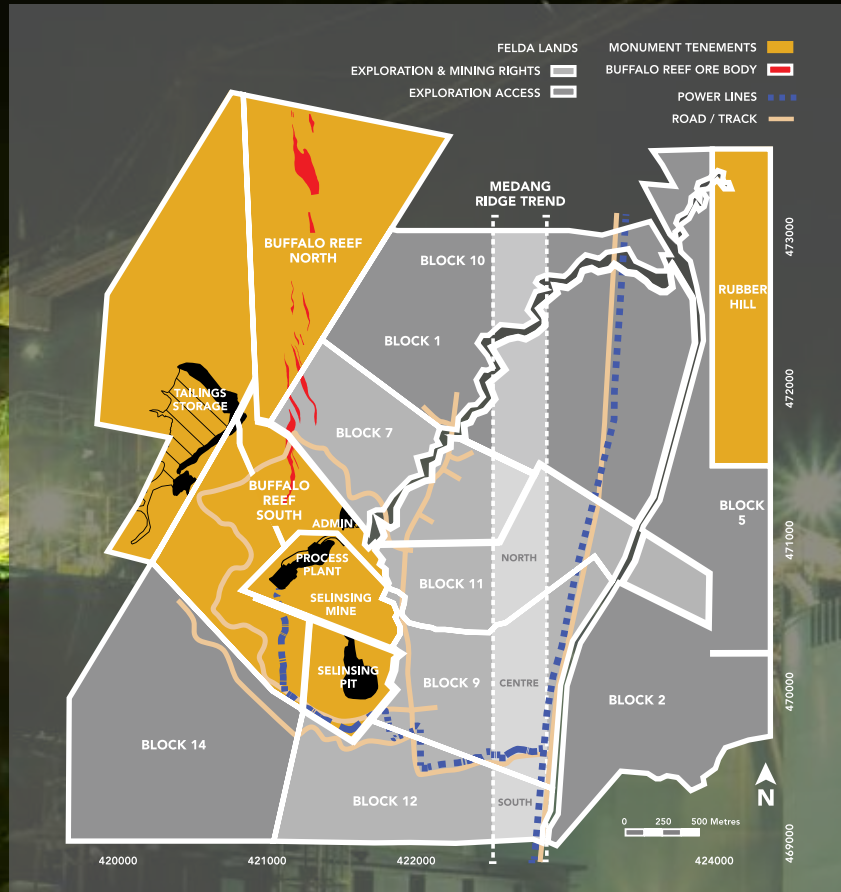 FELDA LANDS
EXPLORATION & MINING RIGHTS
EXPLORATION ACCESS
MONUMENT TENEMENTS
BUFFALO REEF ORE BODY
POWER LINES
ROAD / TRACK
MEDANG
RIDGE TREND
BUFFALO REEF
NORTH
BLOCK 10
RUBBER
HILL
473000
BLOCK 1
TAILINGS
STORAGE
472000
BLOCK 7
BUFFALO
REEF
SOUTH
BLOCK
5
ADMIN
471000
PROCESS
PLANT
NORTH
BLOCK 11
SELINSING
MINE
SELINSING
PIT
BLOCK 9
CENTRE
BLOCK 2
470000
BLOCK 14
BLOCK 12
SOUTH
N
0 250 500 Metres
469000
420000
421000
422000
424000